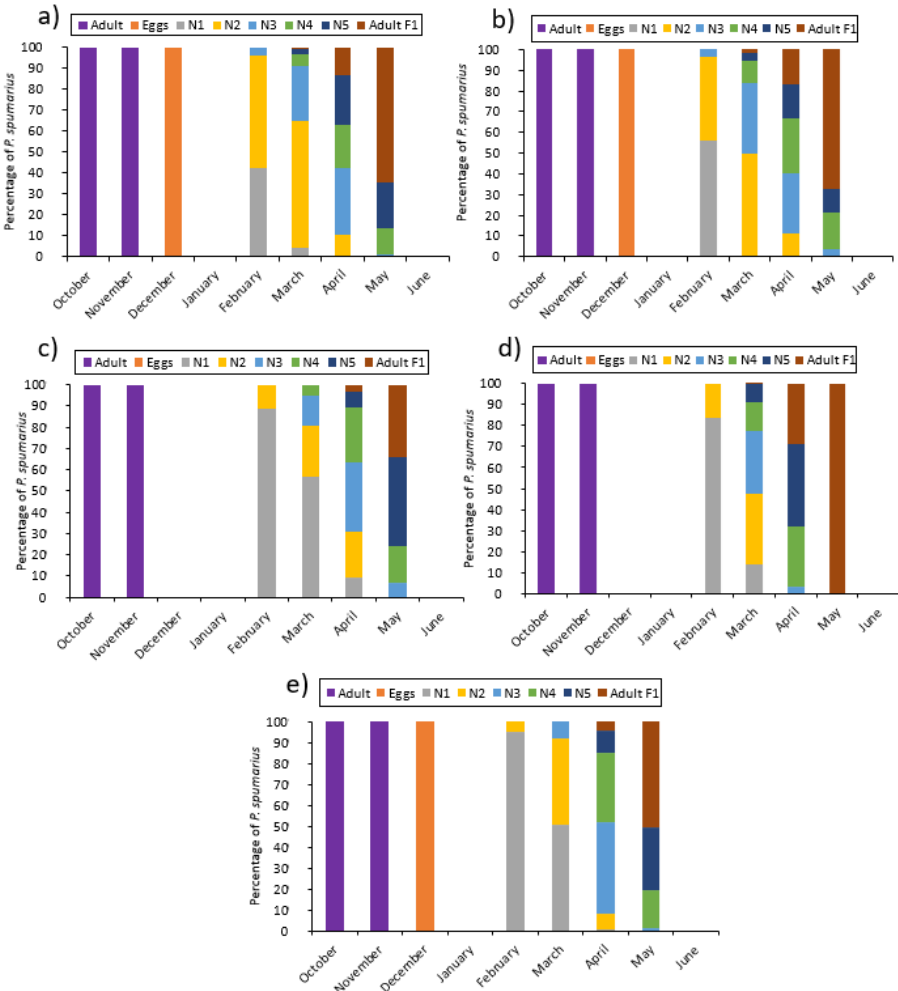 a)
Adult Eggs N1 N2 N3 N4 N5 Adult F1
Percentage of P. spumarius
100
90
80
70
60
50
40
30
20
10
0
October November December January February March April May June
b)
Adult Eggs N1 N2 N3 N4 N5 Adult F1
Percentage of P. spumarius
100
90
80
70
60
50
40
30
20
10
0
October November December January February March April May June
c)
Adult Eggs N1 N2 N3 N4 N5 Adult F1
Percentage of P. spumarius
100
90
80
70
60
50
40
30
20
10
0
October November December January February March April May June
d)
Adult Eggs N1 N2 N3 N4 N5 Adult F1
Percentage of P. spumarius
100
90
80
70
60
50
40
30
20
10
0
October November December January February March April May June
e)
Adult Eggs N1 N2 N3 N4 N5 Adult F1
Percentage of P. spumarius
100
90
80
70
60
50
40
30
20
10
0
October November December January February March April May June